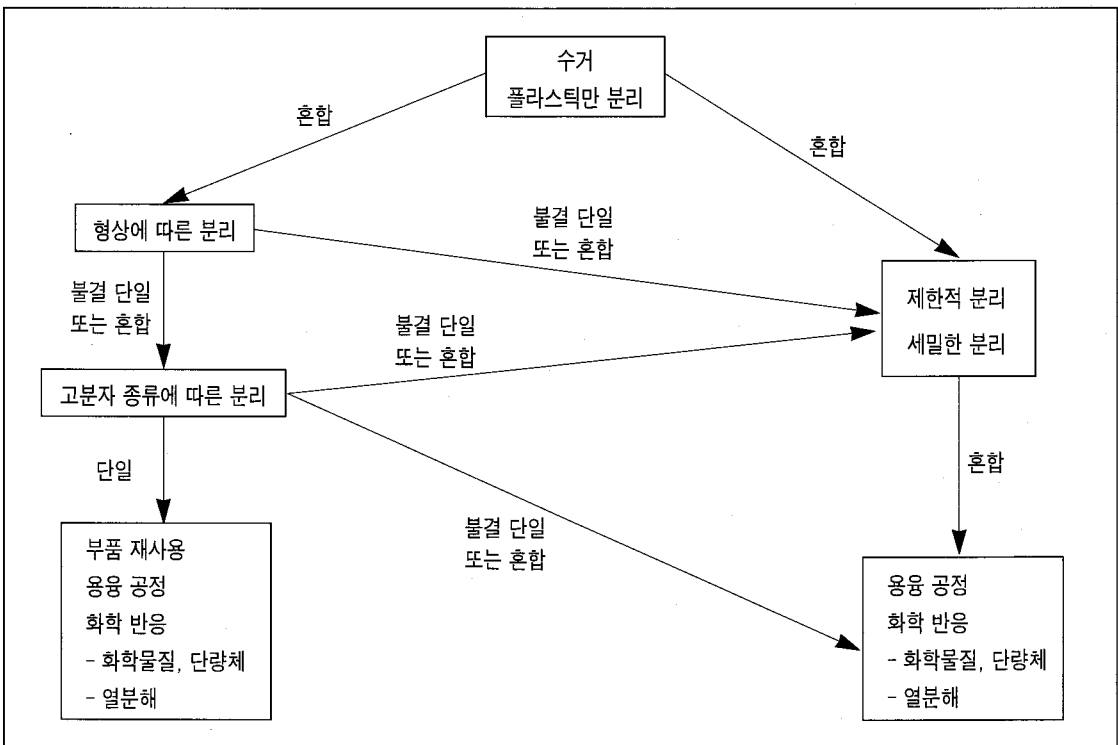 수거
플라스틱만 분리
혼합
혼합
형상에 따른 분리
불결 단일
또는 혼합
제한적 분리
세밀한 분리
불결 단일
또는 혼합
불결 단일
또는 혼합
고분자 종류에 따른 분리
단일
혼합
불결 단일
또는 혼합
부품 재사용
용융 공정
화학 반응
- 화학물질, 단량체
- 열분해
용융 공정
화학 반응
- 화학물질, 단량체
- 열분해